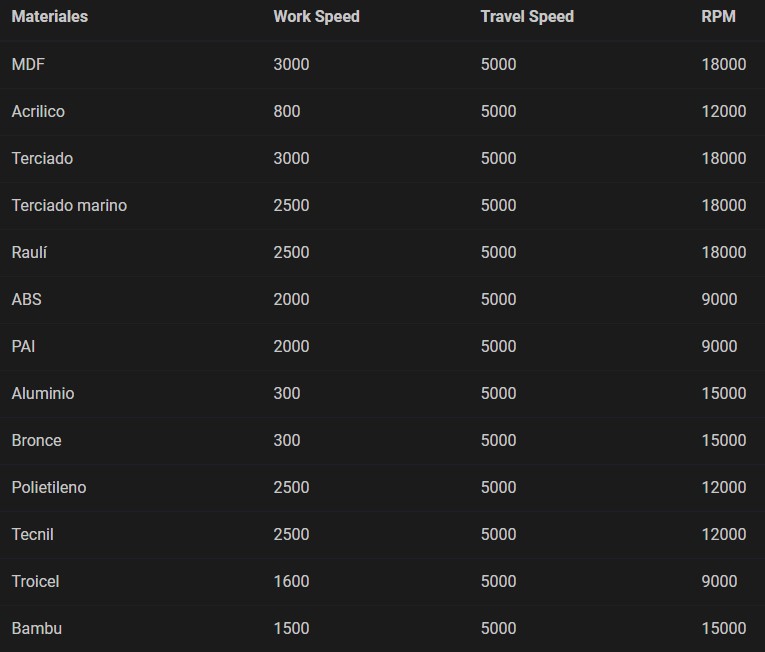 Materiales Work Speed Travel Speed RPM
MDF 3000 5000 18000
Acrilico 800 5000 12000
Terciado 3000 5000 18000
Terciado marino 2500 5000 18000
Raulí 2500 5000 18000
ABS 2000 5000 9000
PAI 2000 5000 9000
Aluminio 300 5000 15000
Bronce 300 5000 15000
Polietileno 2500 5000 12000
Tecnil 2500 5000 12000
Troicel 1600 5000 9000
Bambu 1500 5000 15000